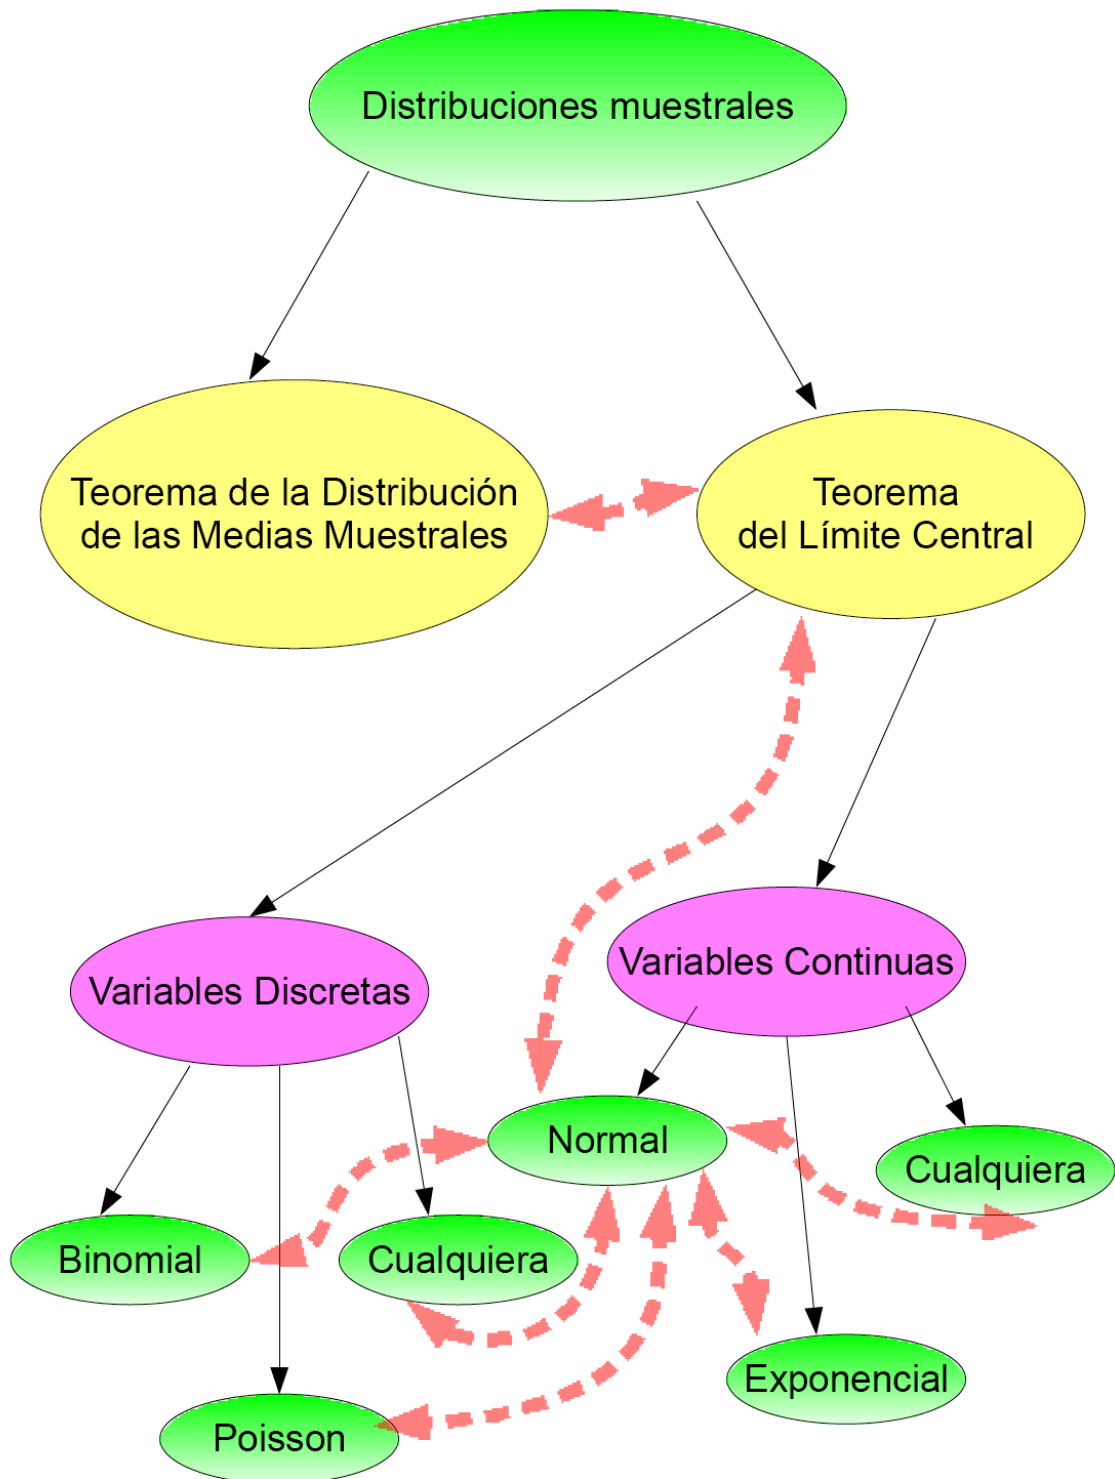 Distribuciones muestrales
Teorema de la Distribución
de las Medias Muestrales
Teorema
del Límite Central
Variables Discretas
Variables Continuas
Normal
Cualquiera
Binomial
Cualquiera
Exponencial
Poisson